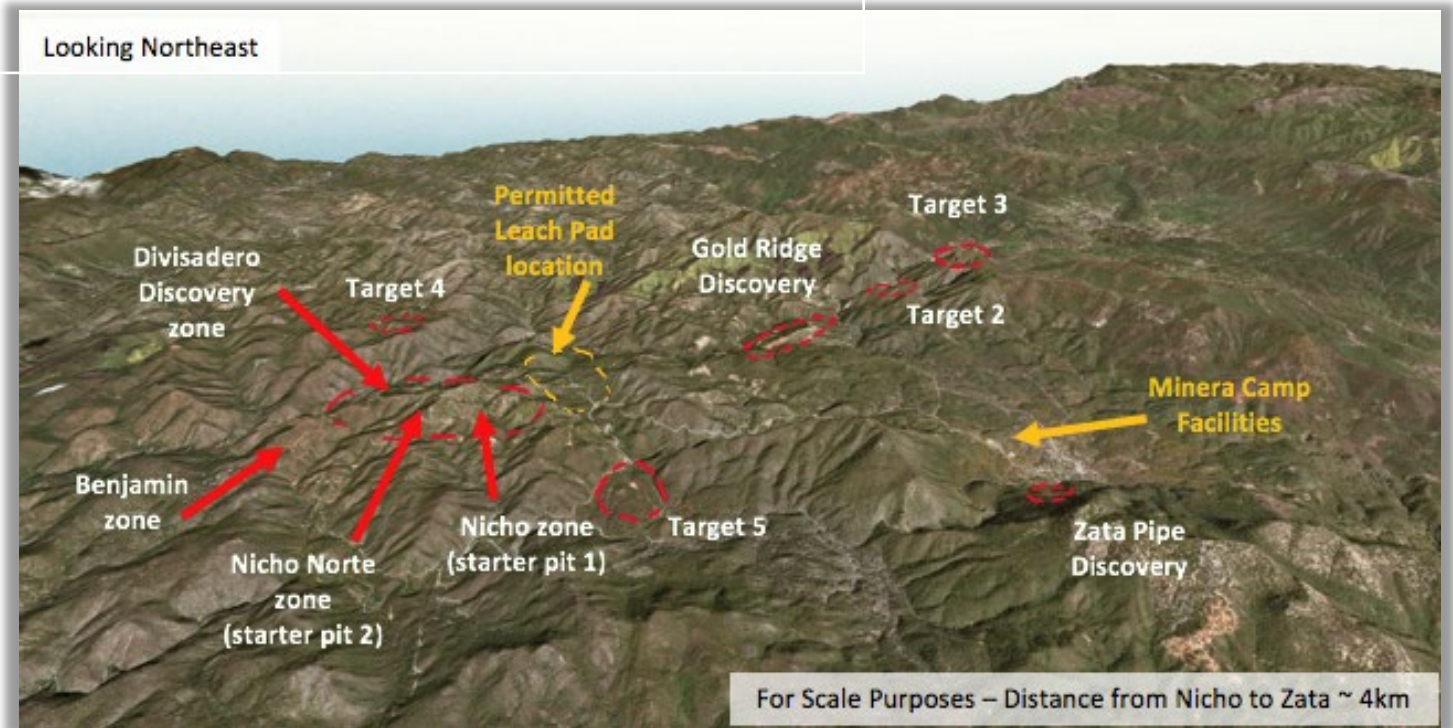 Looking Northeast
Permitted
Leach Pad
location
Target 3
Divisadero
Discovery
zone
Target 4
Gold Ridge
Discovery
Target 2
Minera Camp
Facilities
Benjamin
zone
Nicho Norte
zone
(starter pit 2)
Nicho zone
(starter pit 1)
Target 5
Zata Pipe
Discovery
For Scale Purposes – Distance from Nicho to Zata ~ 4km